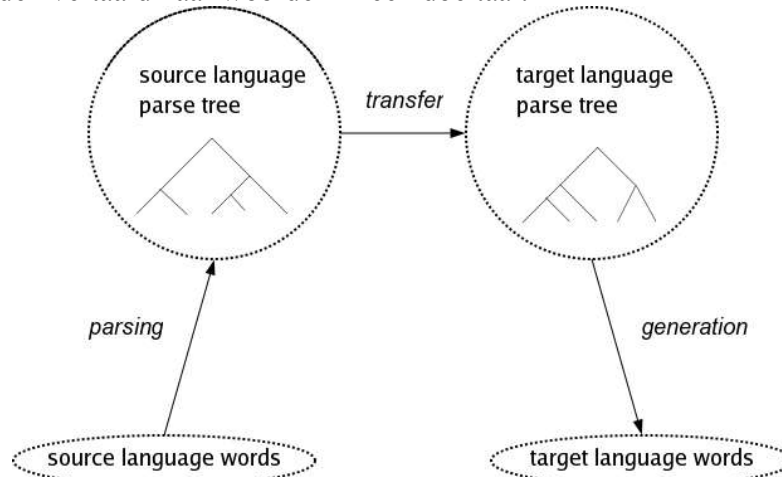 source language
parse tree
transfer
target language
parse tree
parsing
generation
source language words
target language words